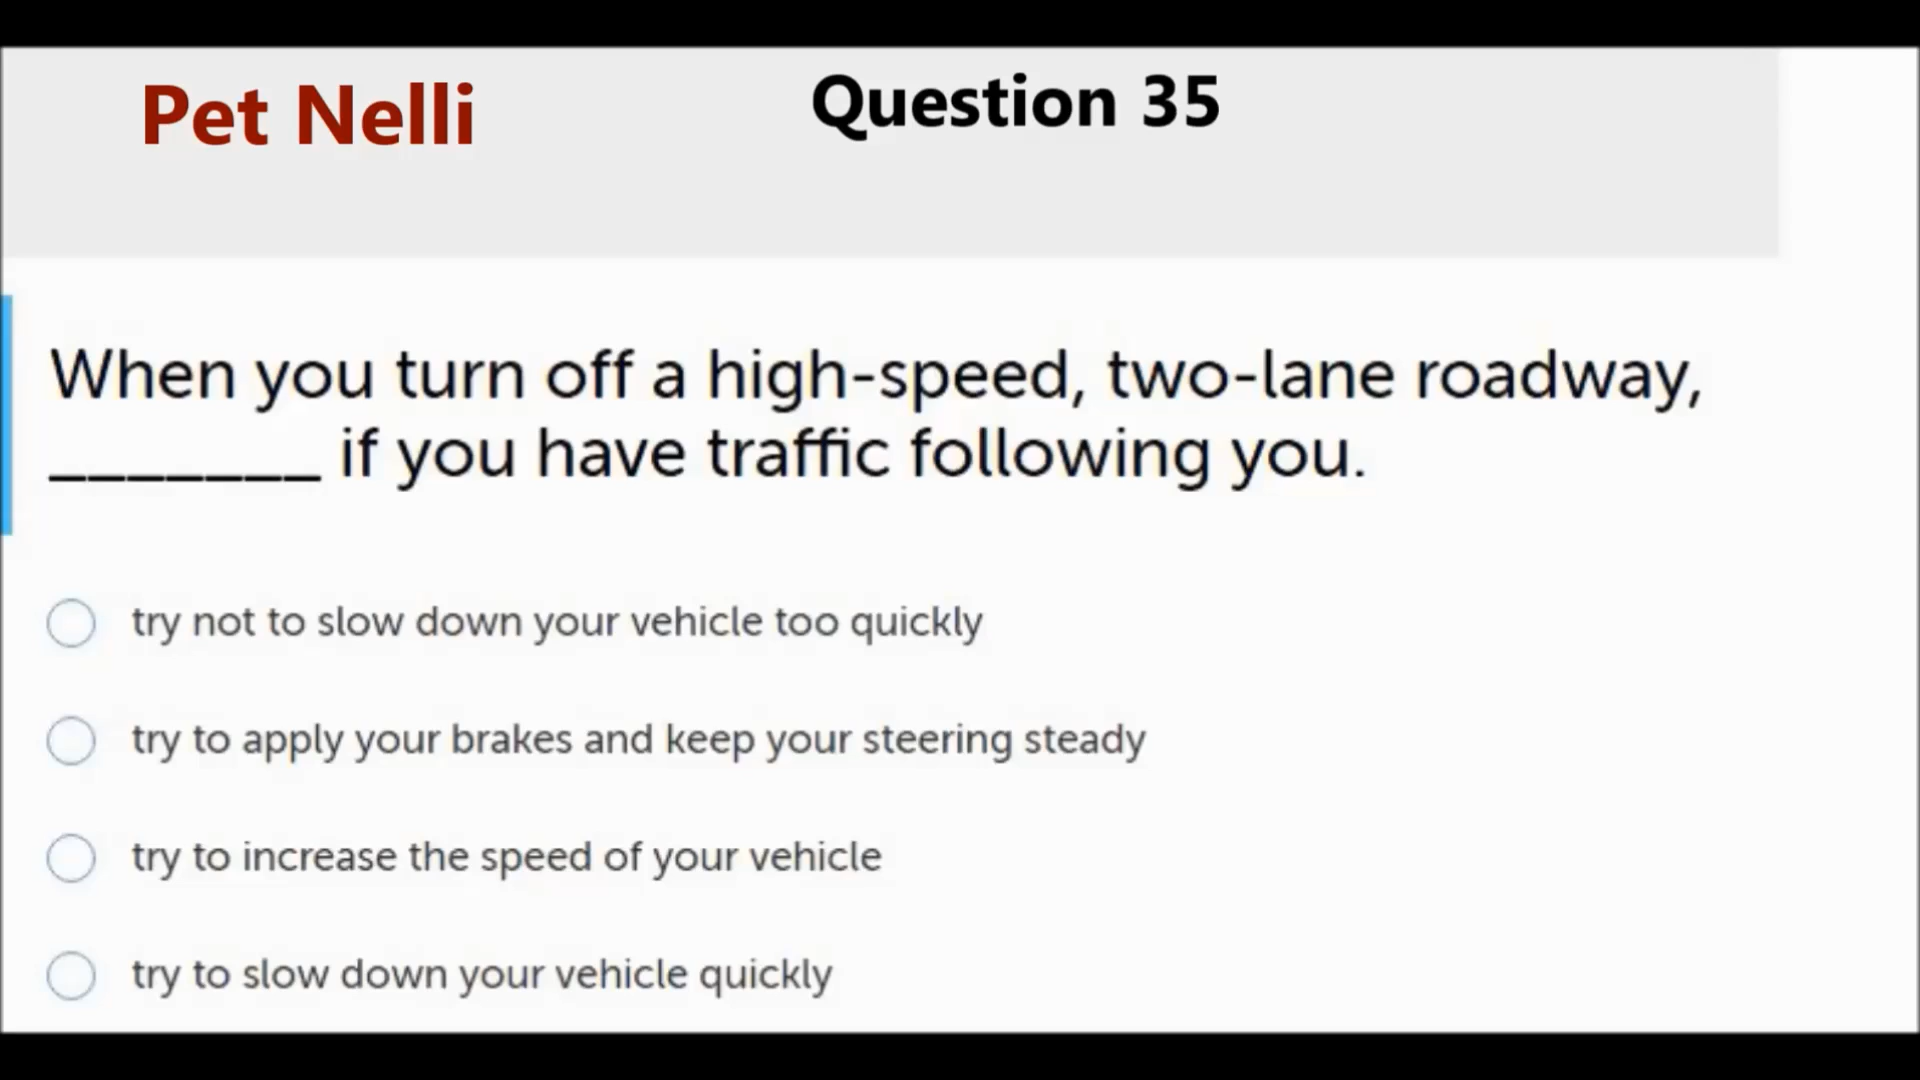 Pet Nelli
Question 35
When you turn off a high-speed, two-lane roadway,
_______ if you have traffic following you.
try not to slow down your vehicle too quickly
try to apply your brakes and keep your steering steady
try to increase the speed of your vehicle
try to slow down your vehicle quickly